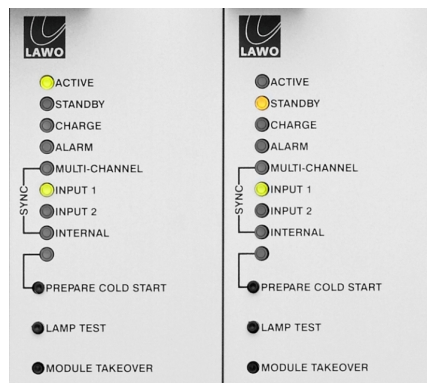 LAWO
ACTIVE
STANDBY
CHARGE
ALARM
MULTI-CHANNEL
INPUT 1
INPUT 2
INTERNAL
SYNC
PREPARE COLD START
LAMP TEST
MODULE TAKEOVER
LAWO
ACTIVE
STANDBY
CHARGE
ALARM
MULTI-CHANNEL
INPUT 1
INPUT 2
INTERNAL
SYNC
PREPARE COLD START
LAMP TEST
MODULE TAKEOVER